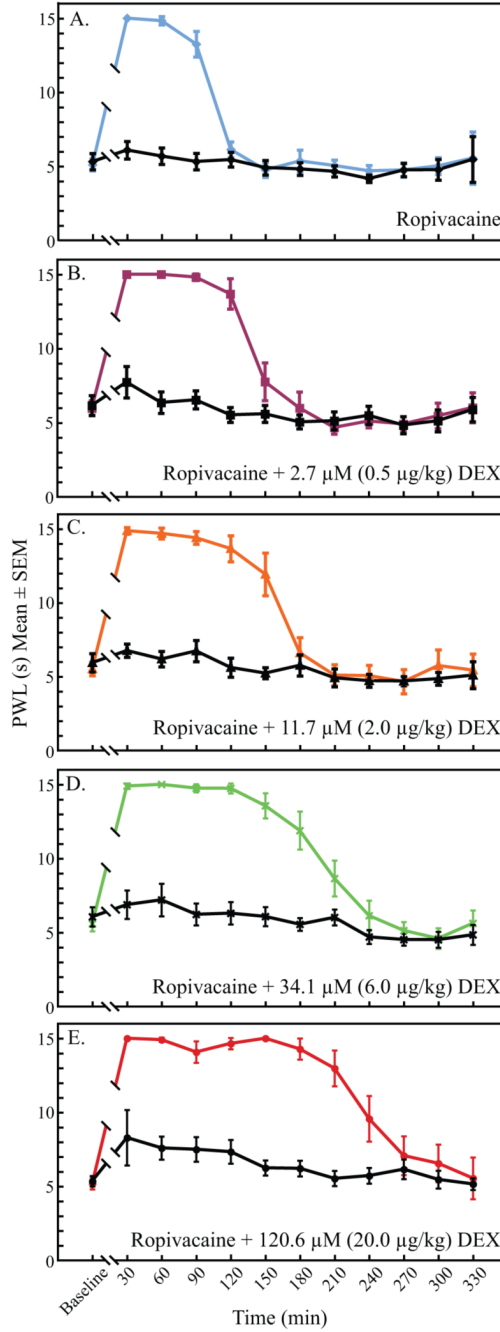 PWL (s) Mean ± SEM
A.
15
10
5
0
Ropivacaine
B.
15
10
5
0
Ropivacaine + 2.7 µM (0.5 µg/kg) DEX
C.
15
10
5
0
Ropivacaine + 11.7 µM (2.0 µg/kg) DEX
D.
15
10
5
0
Ropivacaine + 34.1 µM (6.0 µg/kg) DEX
E.
15
10
5
0
Ropivacaine + 120.6 µM (20.0 µg/kg) DEX
Baseline 30 60 90 120 150 180 210 240 270 300 330
Time (min)